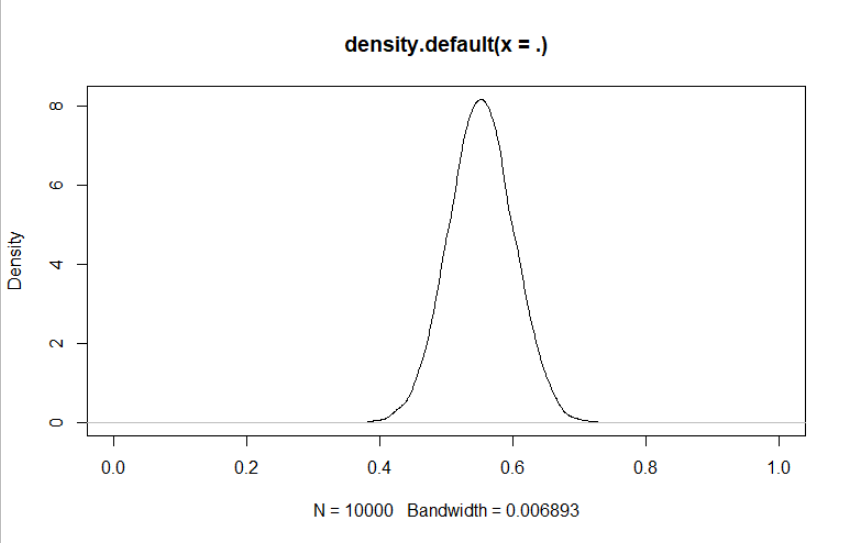 density.default(x = .)
8
6
4
2
0
Density
0.0 0.2 0.4 0.6 0.8 1.0
N = 10000 Bandwidth = 0.006893